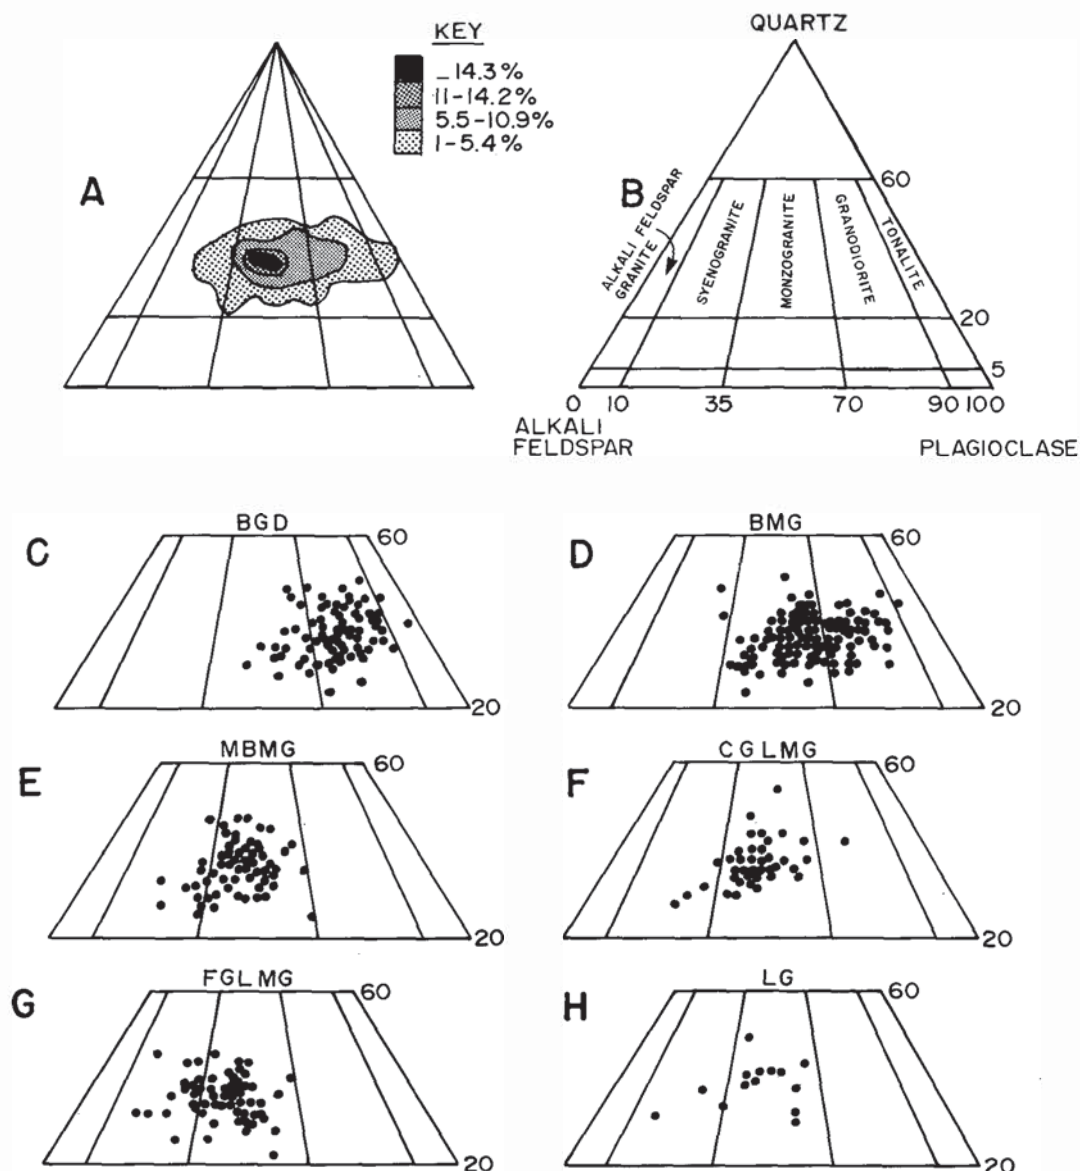 KEY
_14.3%
11-14.2%
5.5-10.9%
1-5.4%
A
QUARTZ
B
60
ALKALI FELDSPAR
GRANITE
SYENOGRANITE
MONZOGRANITE
GRANODIORITE
TONALITE
20
5
0 10 35 70 90 100
ALKALI
FELDSPAR
PLAGIOCLASE
C
BGD
60
20
D
BMG
60
20
E
MBMG
60
20
F
CGLMG
60
20
G
FGLMG
60
20
H
LG
60
20